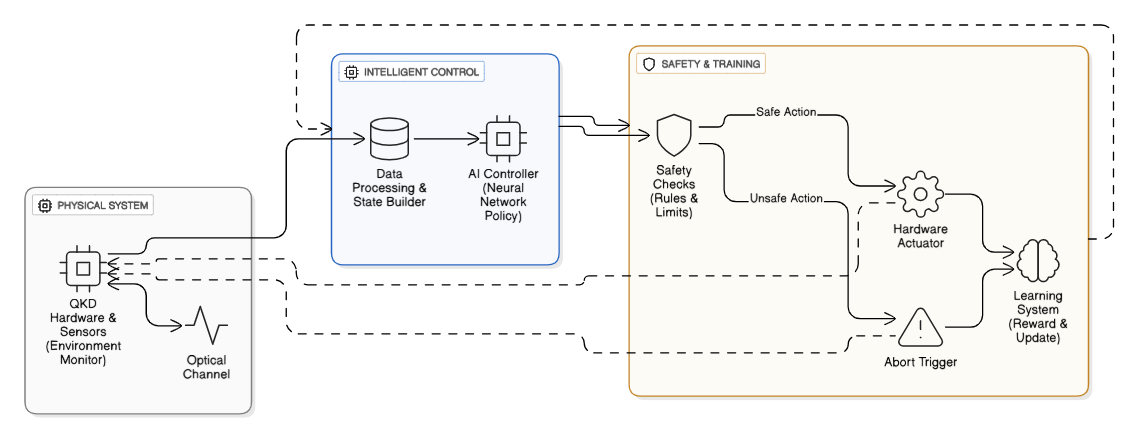 INTELLIGENT CONTROL
Data
Processing &
State Builder
AI Controller
(Neural
Network
Policy)
SAFETY & TRAINING
Safety
Checks
(Rules &
Limits)
Safe Action
Unsafe Action
Hardware
Actuator
Abort Trigger
Learning
System
(Reward &
Update)
PHYSICAL SYSTEM
QKD
Hardware &
Sensors
(Environment
Monitor)
Optical
Channel